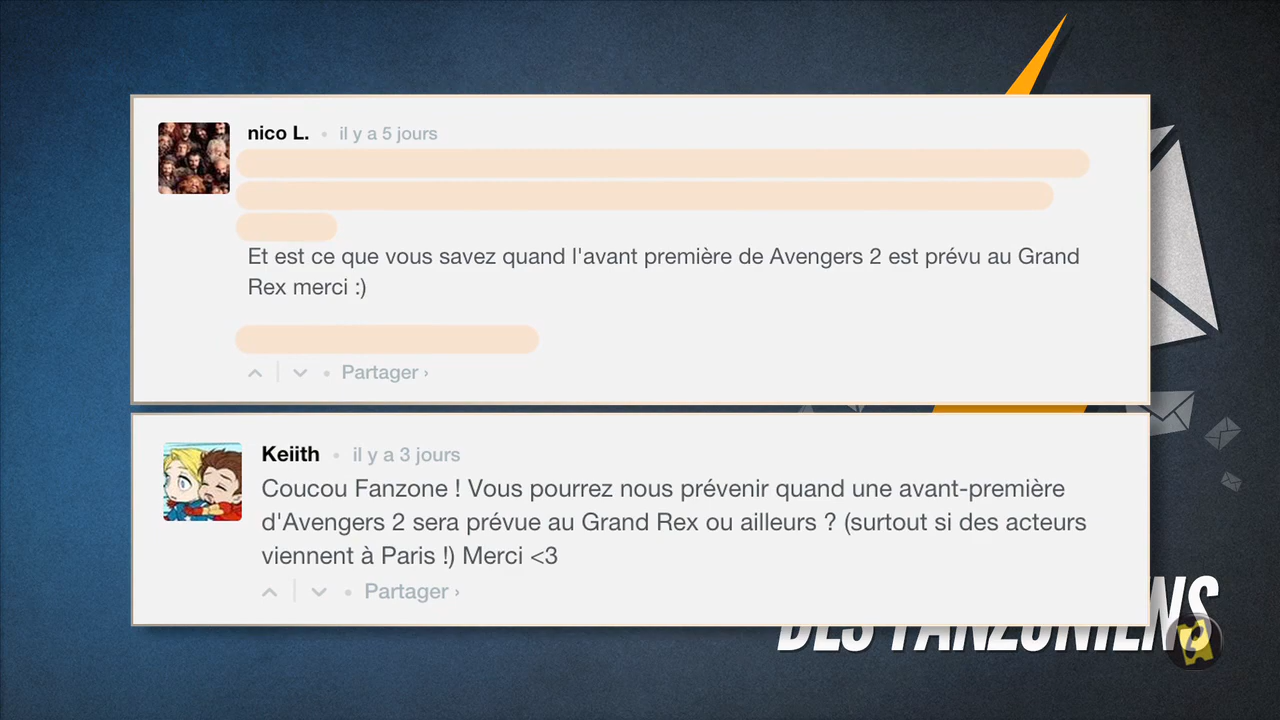 nico L. • il y a 5 jours
Et est ce que vous savez quand l'avant première de Avengers 2 est prévu au Grand
Rex merci :)
Partager ›
Keiith • il y a 3 jours
Coucou Fanzone ! Vous pourrez nous prévenir quand une avant-première
d'Avengers 2 sera prévue au Grand Rex ou ailleurs ? (surtout si des acteurs
viennent à Paris !) Merci <3
Partager ›
DES FANZONIENS